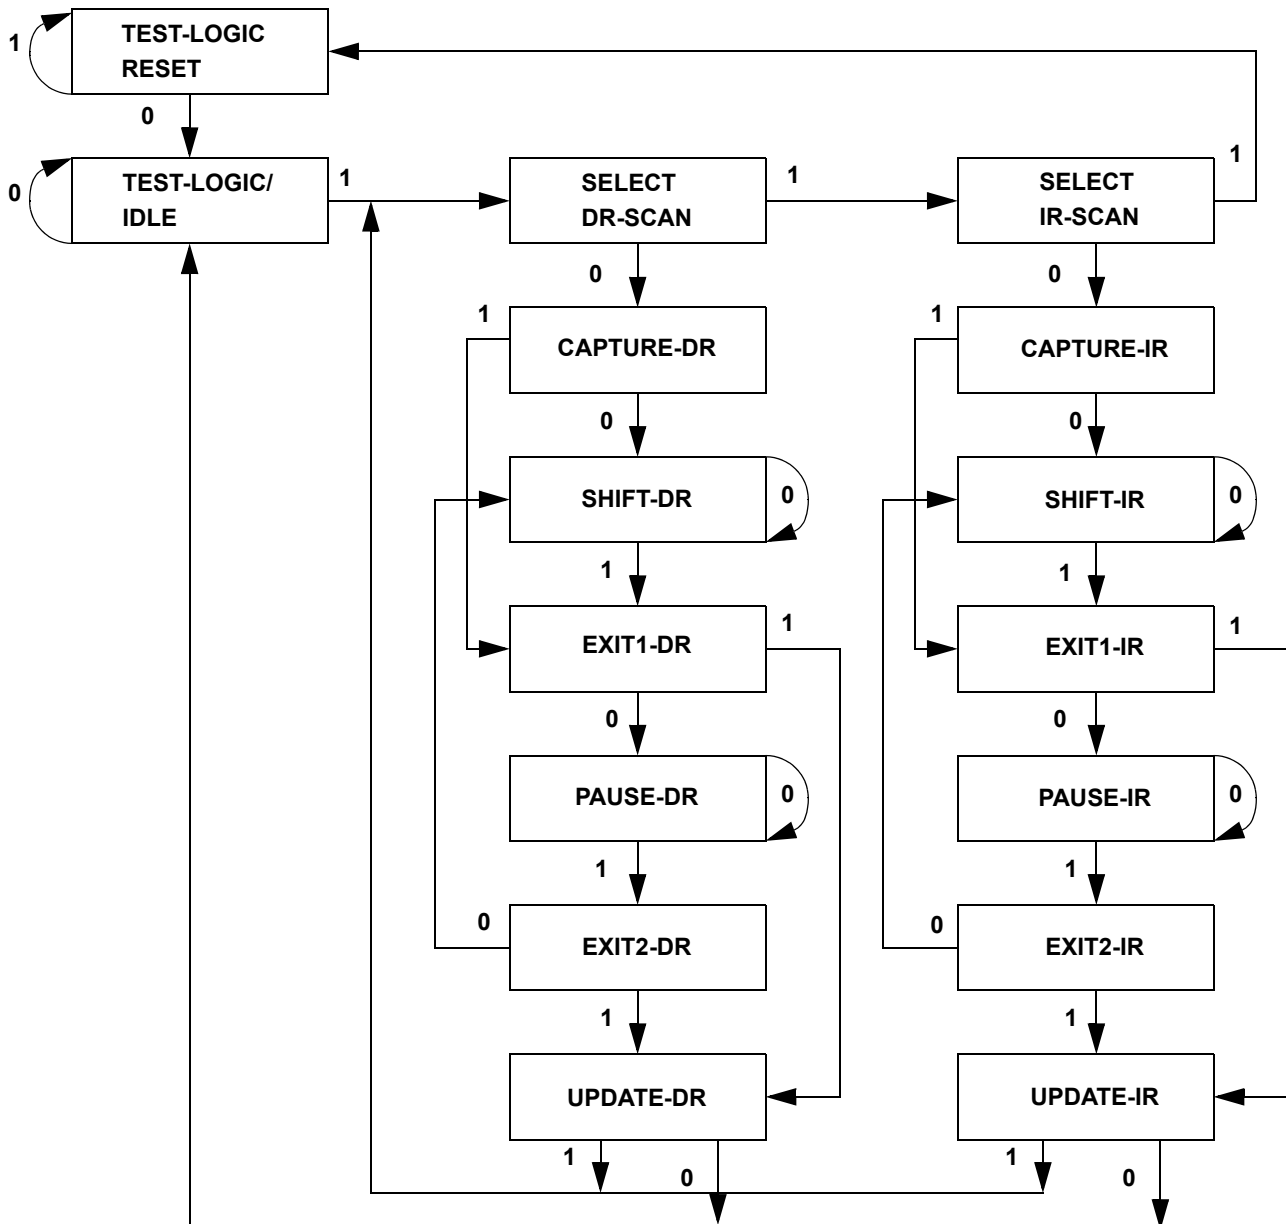 1
TEST-LOGIC
RESET
0
0
TEST-LOGIC/
IDLE
1
SELECT
DR-SCAN
1
SELECT
IR-SCAN
1
0
0
1
CAPTURE-DR
1
CAPTURE-IR
0
0
SHIFT-DR
0
SHIFT-IR
0
1
1
EXIT1-DR
1
EXIT1-IR
1
0
0
PAUSE-DR
0
PAUSE-IR
0
1
1
0
EXIT2-DR
0
EXIT2-IR
1
1
UPDATE-DR
UPDATE-IR
1
0
1
0